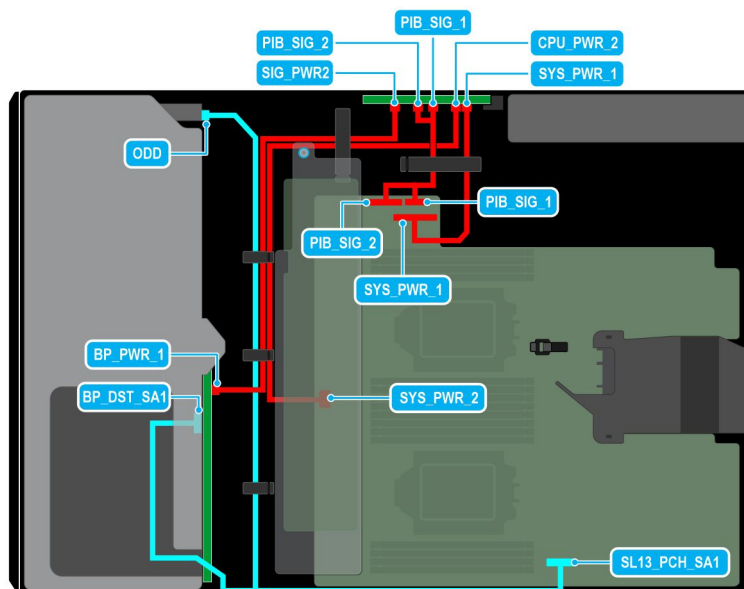 PIB_SIG_1
PIB_SIG_2
CPU_PWR_2
SIG_PWR2
SYS_PWR_1
ODD
PIB_SIG_1
PIB_SIG_2
SYS_PWR_1
BP_PWR_1
BP_DST_SA1
SYS_PWR_2
SL13_PCH_SA1